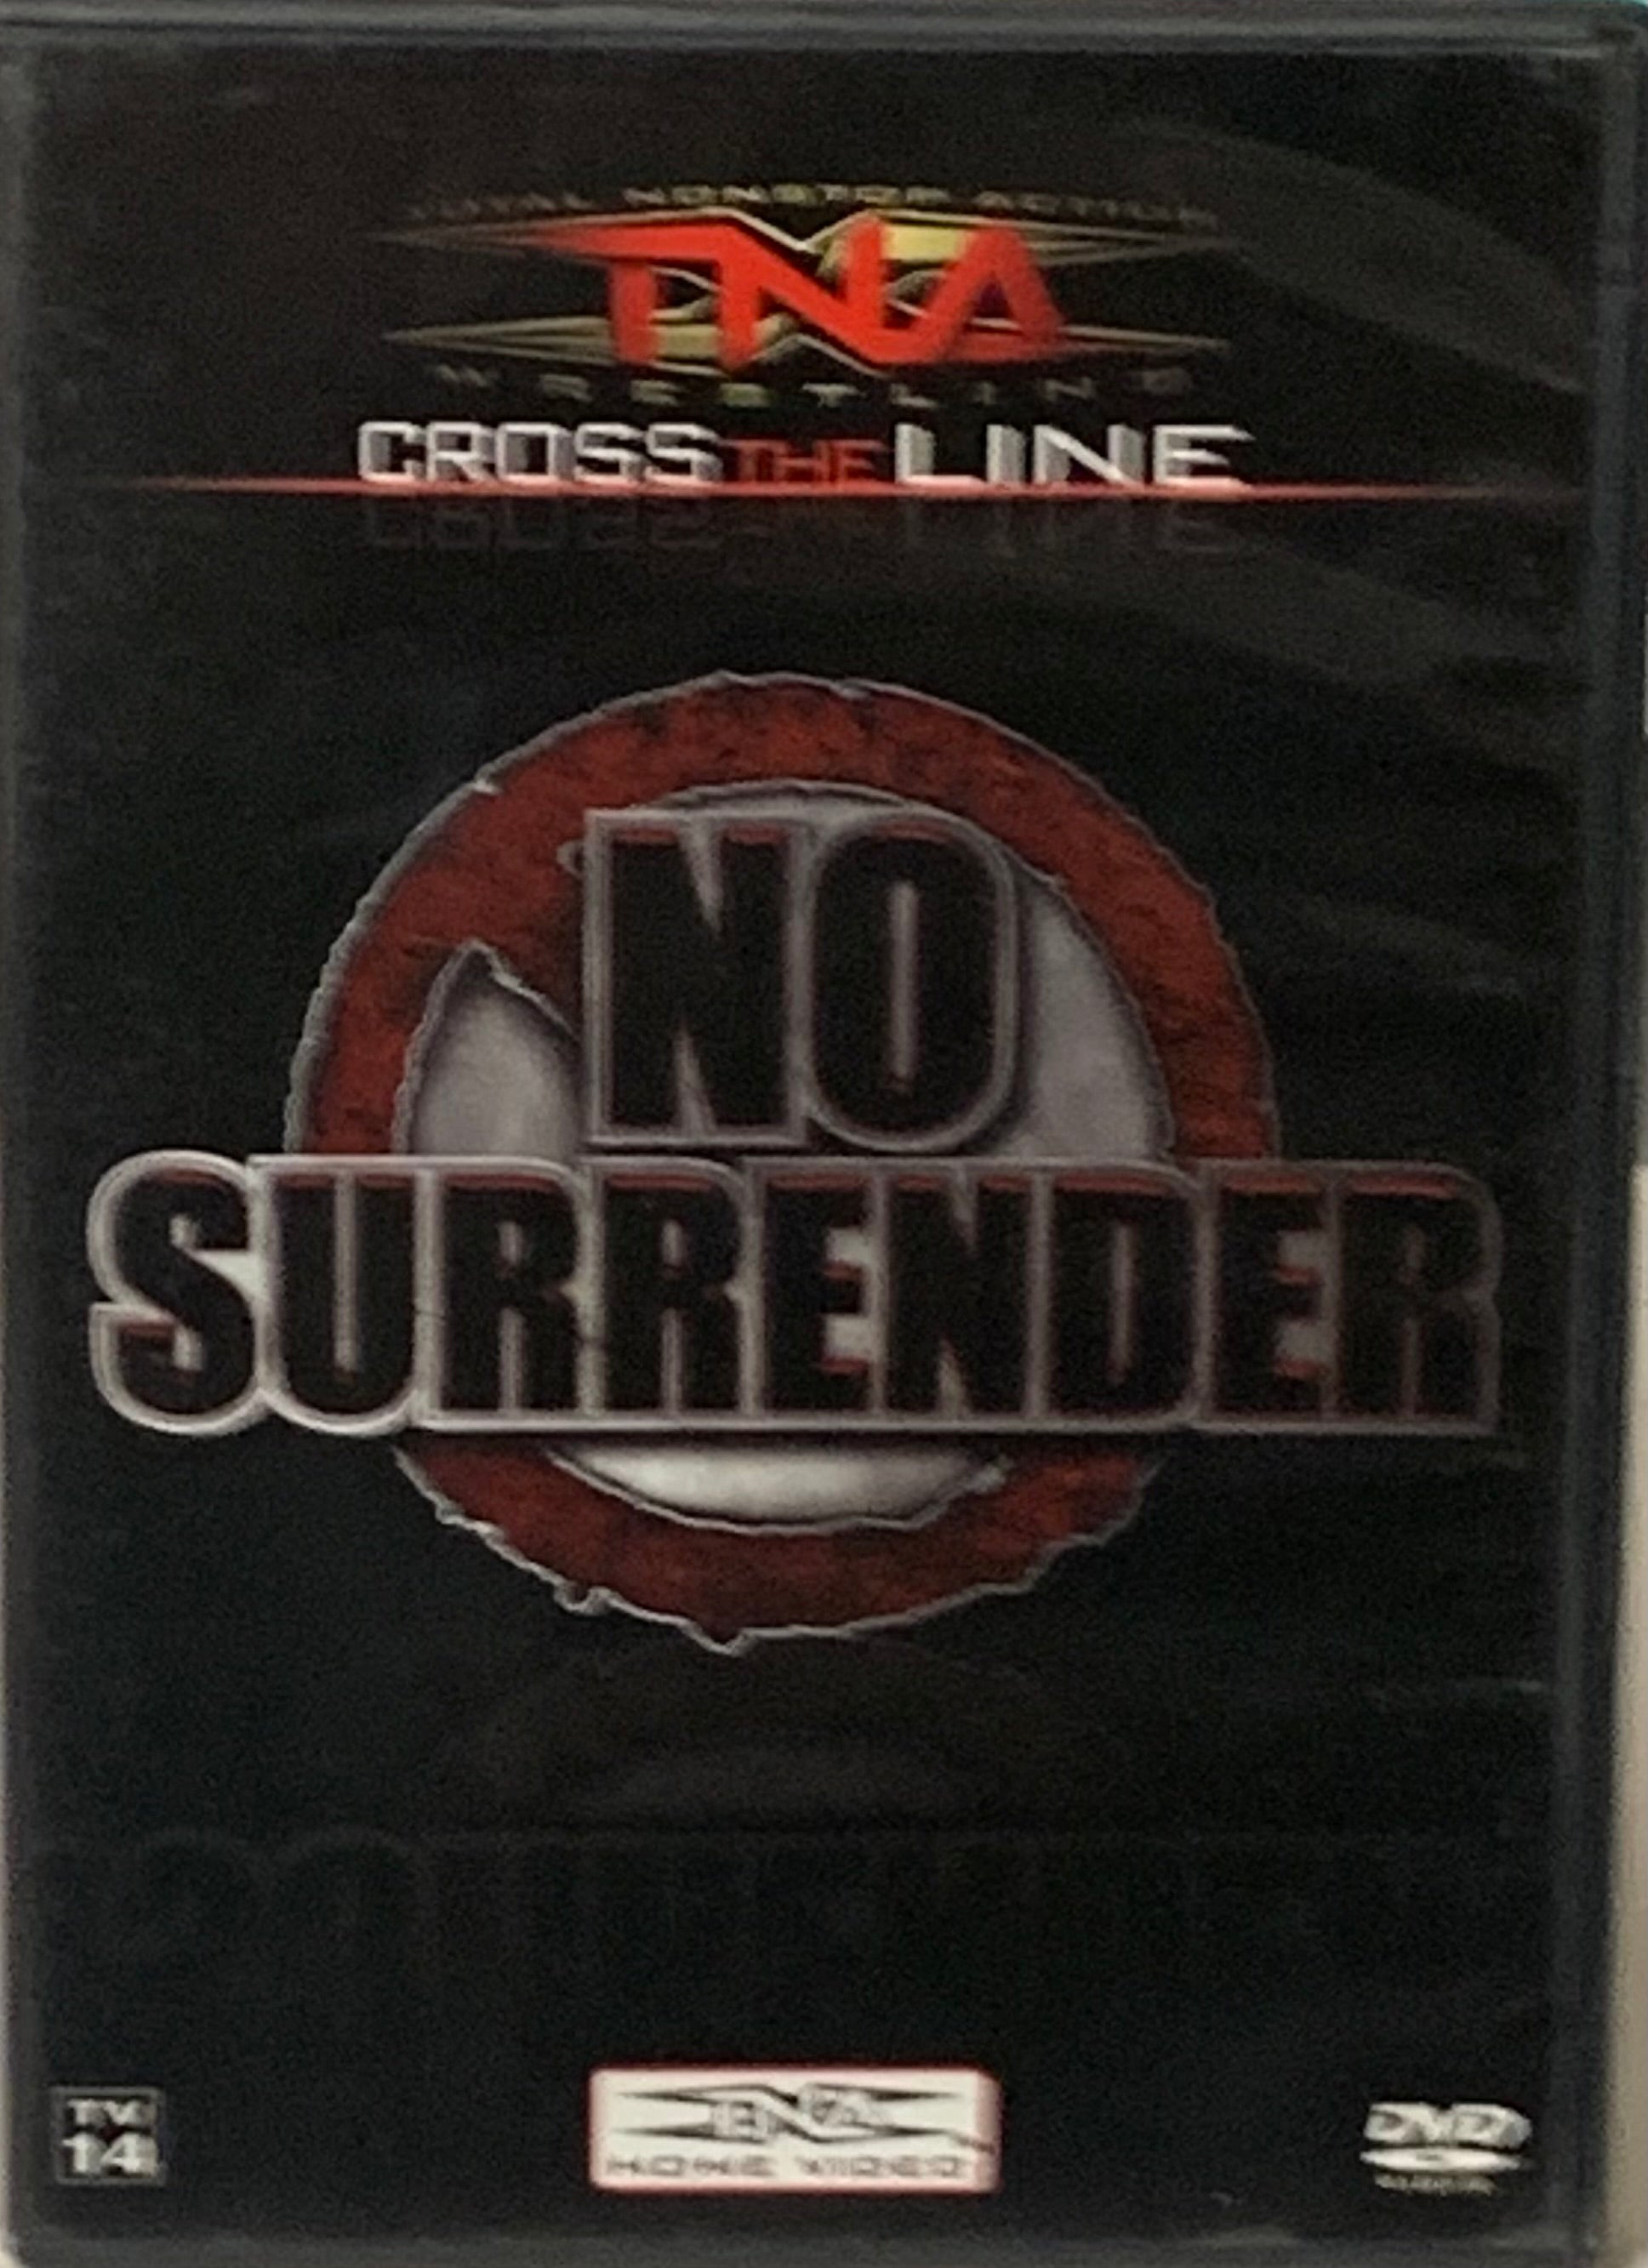 TOTAL NONSTOP ACTION
TNA
WRESTLING
CROSS THE LINE
NO
SURRENDER
TV
14
TNA
HOME VIDEO
DVD